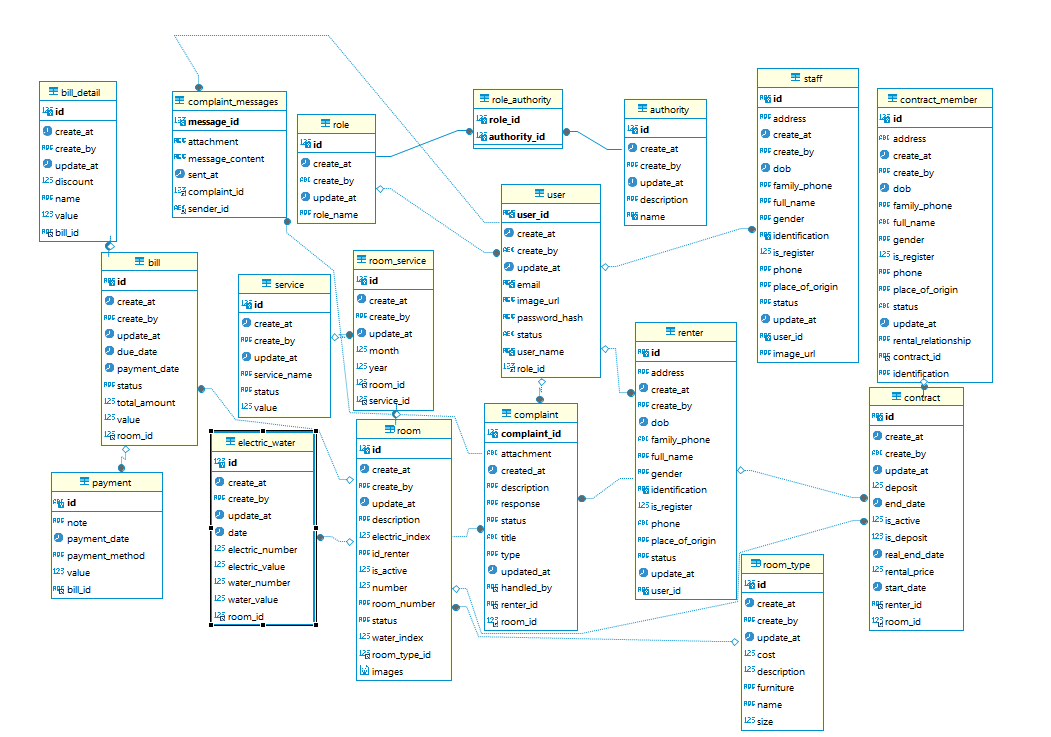 bill_detail
id
create_at
create_by
update_at
discount
name
value
bill_id
complaint_messages
message_id
attachment
message_content
sent_at
complaint_id
sender_id
role
id
create_at
create_by
update_at
role_name
role_authority
role_id
authority_id
authority
id
create_at
create_by
update_at
description
name
staff
id
address
create_at
create_by
dob
family_phone
full_name
gender
identification
is_register
phone
place_of_origin
status
update_at
user_id
image_url
contract_member
id
address
create_at
create_by
dob
family_phone
full_name
gender
is_register
phone
place_of_origin
status
update_at
rental_relationship
contract_id
identification
user
user_id
create_at
create_by
update_at
email
image_url
password_hash
status
user_name
role_id
bill
id
create_at
create_by
update_at
due_date
payment_date
status
total_amount
value
room_id
service
id
create_at
create_by
update_at
service_name
status
value
room_service
id
create_at
create_by
update_at
month
year
room_id
service_id
renter
id
address
create_at
create_by
dob
family_phone
full_name
gender
identification
is_register
phone
place_of_origin
status
update_at
user_id
contract
id
create_at
create_by
update_at
deposit
end_date
is_active
is_deposit
real_end_date
rental_price
start_date
renter_id
room_id
payment
id
note
payment_date
payment_method
value
bill_id
electric_water
id
create_at
create_by
update_at
date
electric_number
electric_value
water_number
water_value
room_id
room
id
create_at
create_by
update_at
description
electric_index
id_renter
is_active
number
room_number
status
water_index
room_type_id
images
complaint
complaint_id
attachment
created_at
description
response
status
title
type
updated_at
handled_by
renter_id
room_id
room_type
id
create_at
create_by
update_at
cost
description
furniture
name
size